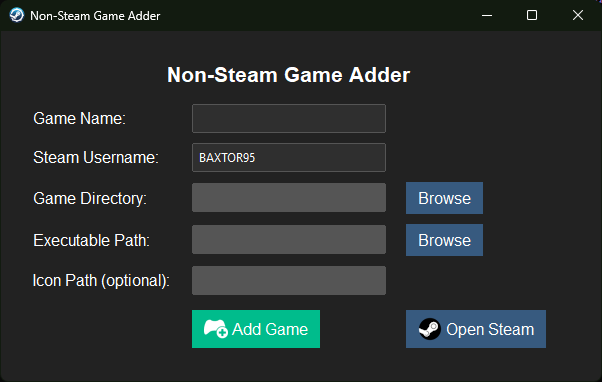 Non-Steam Game Adder
Non-Steam Game Adder
Game Name:
Steam Username: BAXTOR95
Game Directory: Browse
Executable Path: Browse
Icon Path (optional):
Add Game Open Steam